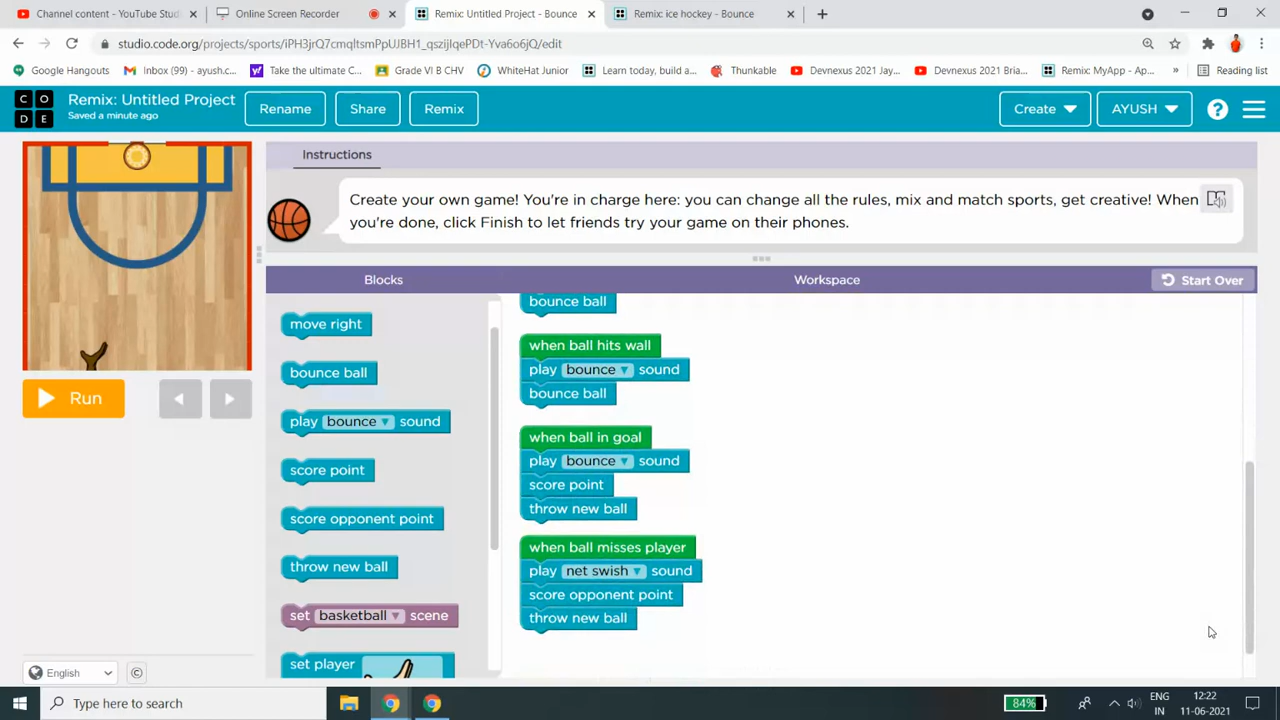 Channel content - YouTube Stud
Online Screen Recorder
Remix: Untitled Project - Bounce
Remix: ice hockey - Bounce
studio.code.org/projects/sports/iPH3jrQ7cmqltsmPpUJBH1_qszijIqePDt-Yva6o6jQ/edit
Google Hangouts
Inbox (99) - ayush.c...
Take the ultimate C...
Grade VI B CHV
WhiteHat Junior
Learn today, build a...
Thunkable
Devnexus 2021 Jay...
Devnexus 2021 Bria...
Remix: MyApp - Ap...
»
Reading list
C O D E
Remix: Untitled Project
Saved a minute ago
Rename
Share
Remix
Create
AYUSH
?
Instructions
Create your own game! You're in charge here: you can change all the rules, mix and match sports, get creative! When
you're done, click Finish to let friends try your game on their phones.
Blocks
Workspace
Start Over
move right
bounce ball
play bounce sound
score point
score opponent point
throw new ball
set basketball scene
set player
bounce ball
when ball hits wall
play bounce sound
bounce ball
when ball in goal
play bounce sound
score point
throw new ball
when ball misses player
play net swish sound
score opponent point
throw new ball
Run
English
©
Type here to search
84%
ENG
IN
12:22
11-06-2021